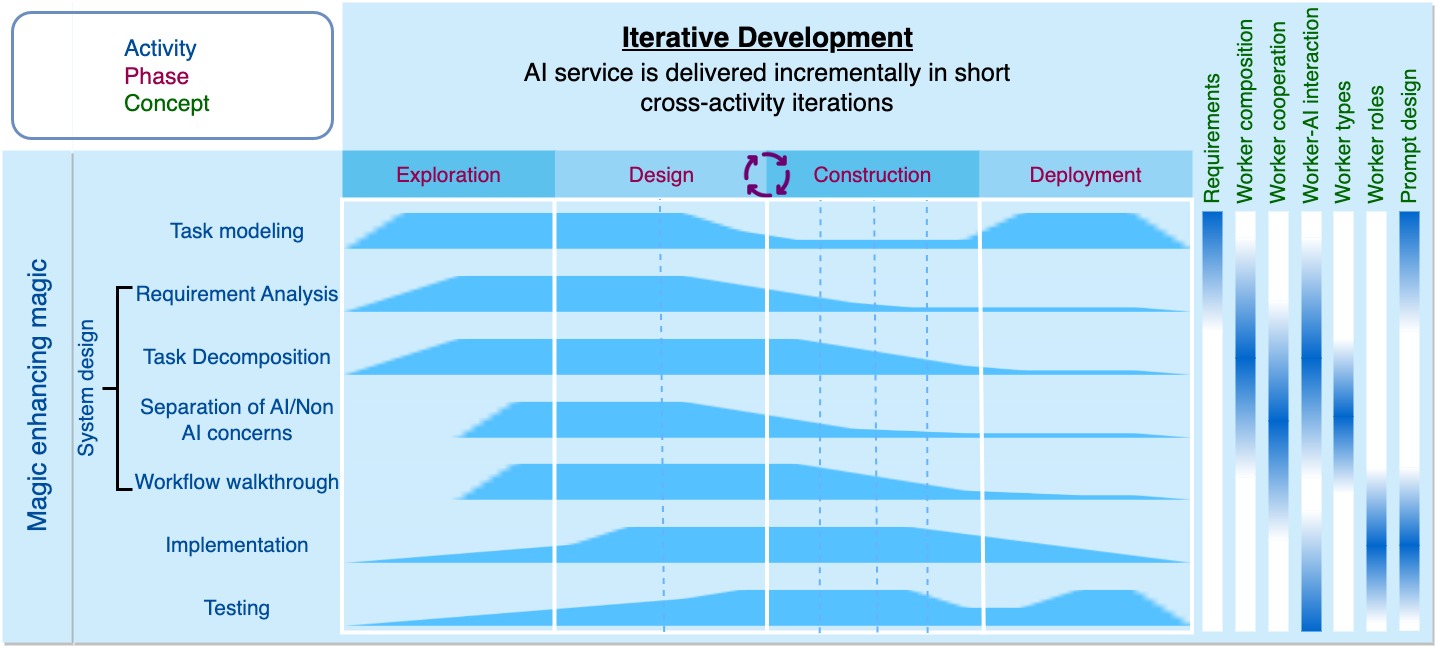 Activity
Phase
Concept
Iterative Development
AI service is delivered incrementally in short
cross-activity iterations
Requirements
Worker composition
Worker cooperation
Worker-AI interaction
Worker types
Worker roles
Prompt design
Exploration
Design
Construction
Deployment
Magic enhancing magic
System design
Task modeling
Requirement Analysis
Task Decomposition
Separation of AI/Non
AI concerns
Workflow walkthrough
Implementation
Testing